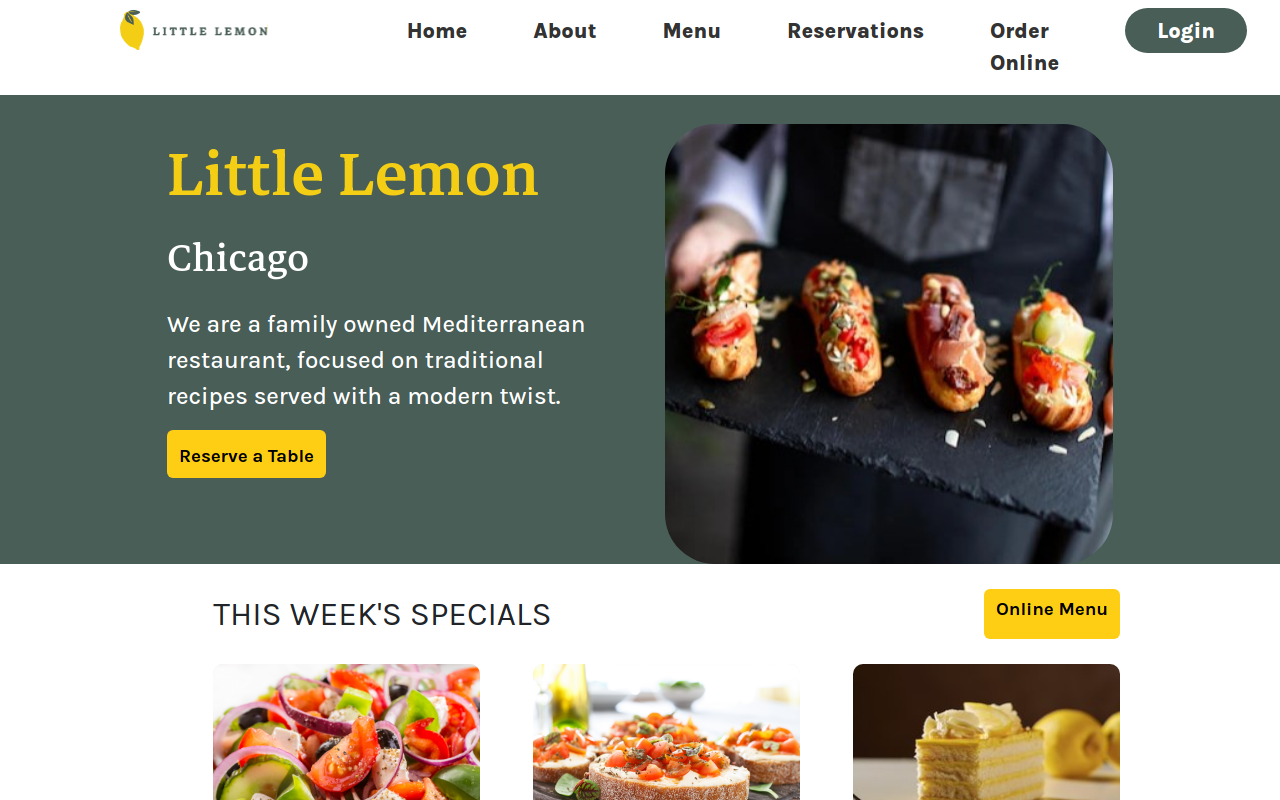 LITTLE LEMON
Home
About
Menu
Reservations
Order
Online
Login
Little Lemon
Chicago
We are a family owned Mediterranean
restaurant, focused on traditional
recipes served with a modern twist.
Reserve a Table
THIS WEEK'S SPECIALS
Online Menu